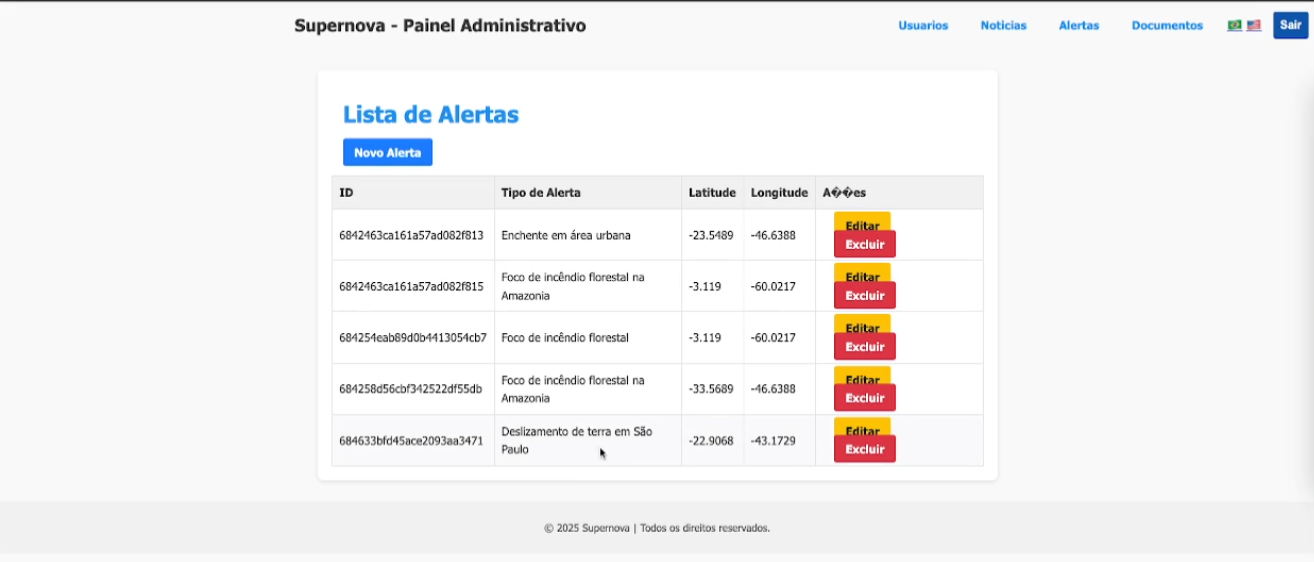 Supernova - Painel Administrativo
Usuarios Noticias Alertas Documentos Sair
Lista de Alertas
Novo Alerta
ID Tipo de Alerta Latitude Longitude A��es
6842463ca161a57ad082f813 Enchente em área urbana -23.5489 -46.6388 Editar
Excluir
6842463ca161a57ad082f815 Foco de incêndio florestal na
Amazonia -3.119 -60.0217 Editar
Excluir
684254eab89d0b4413054cb7 Foco de incêndio florestal -3.119 -60.0217 Editar
Excluir
684258d56cbf342522df55db Foco de incêndio florestal na
Amazonia -33.5689 -46.6388 Editar
Excluir
684633bfd45ace2093aa3471 Deslizamento de terra em São
Paulo -22.9068 -43.1729 Editar
Excluir
© 2025 Supernova | Todos os direitos reservados.